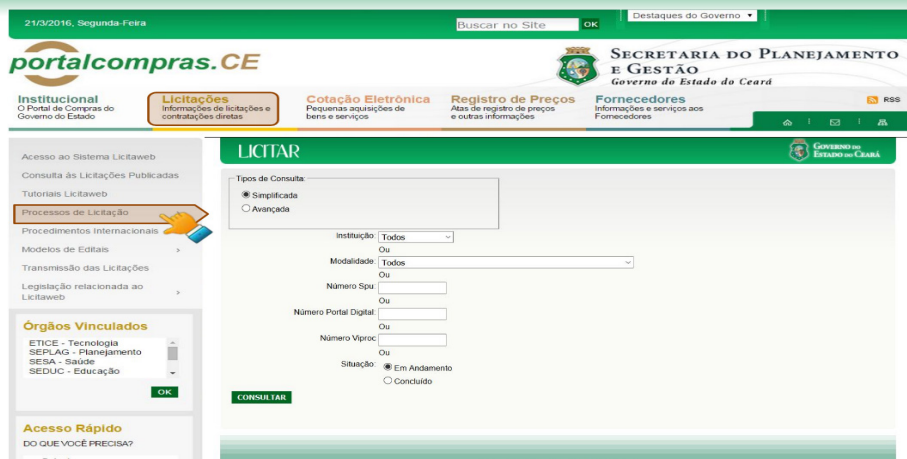 21/3/2016, Segunda-Feira
Buscar no Site
OK
Destaques do Governo
portalcompras.CE
SECRETARIA DO PLANEJAMENTO
E GESTÃO
Governo do Estado do Ceará
Institucional
O Portal de Compras do
Governo do Estado
Licitações
Informações de licitações e
contratações diretas
Cotação Eletrônica
Pequenas aquisições de
bens e serviços
Registro de Preços
Atas de registro de preços
e outras informações
Fornecedores
Informações e serviços aos
Fornecedores
RSS
Acesso ao Sistema Licitaweb
Consulta às Licitações Publicadas
Tutoriais Licitaweb
Processos de Licitação
Procedimentos Internacionais
Modelos de Editais
Transmissão das Licitações
Legislação relacionada ao
Licitaweb
Órgãos Vinculados
ETICE - Tecnologia
SEPLAG - Planejamento
SESA - Saúde
SEDUC - Educação
OK
Acesso Rápido
DO QUE VOCÊ PRECISA?
LICITAR
GOVERNO DO
ESTADO DO CEARÁ
Tipos de Consulta:
Simplificada
Avançada
Instituição: Todos
Ou
Modalidade: Todos
Ou
Número Spu:
Ou
Número Portal Digital:
Ou
Número Viproc
Ou
Situação: Em Andamento
Concluído
CONSULTAR